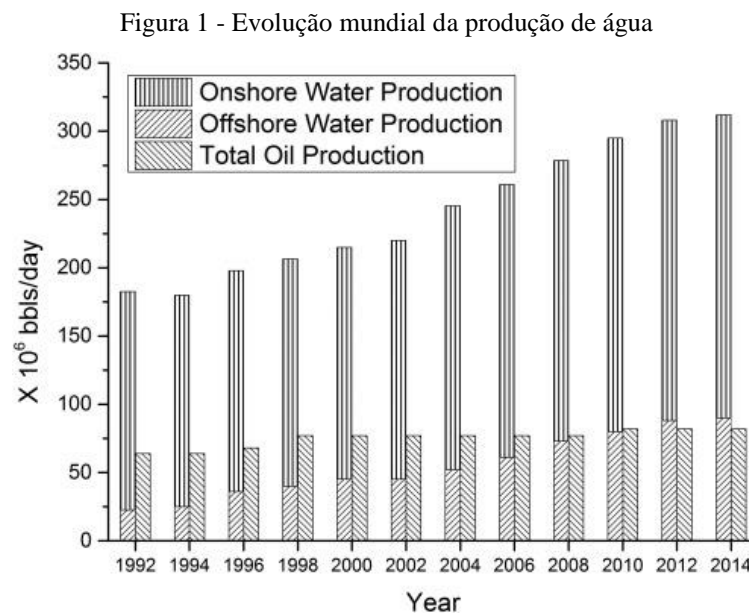 Figura 1 - Evolução mundial da produção de água
350
300
250
200
150
100
50
0
X 10⁶ bbls/day
Onshore Water Production
Offshore Water Production
Total Oil Production
1992 1994 1996 1998 2000 2002 2004 2006 2008 2010 2012 2014
Year